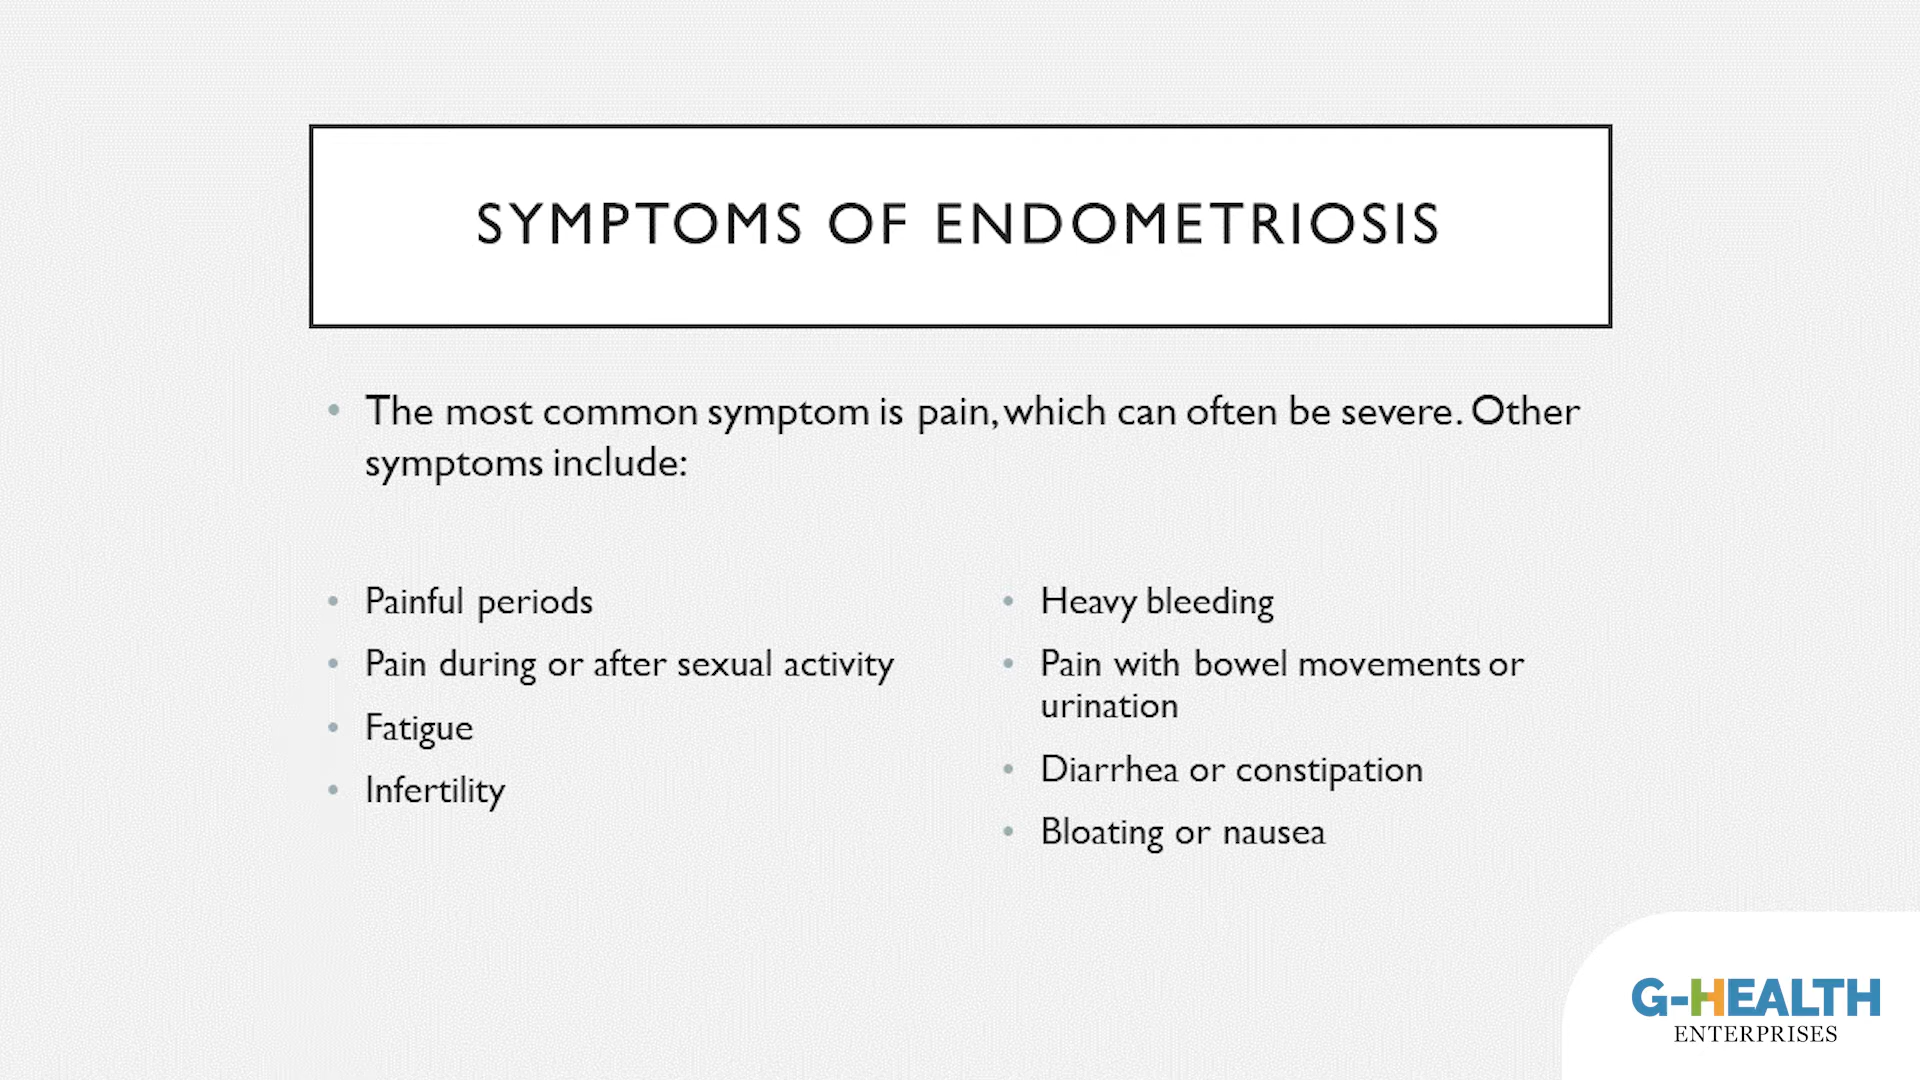 SYMPTOMS OF ENDOMETRIOSIS
• The most common symptom is pain, which can often be severe. Other
symptoms include:
• Painful periods
• Pain during or after sexual activity
• Fatigue
• Infertility
• Heavy bleeding
• Pain with bowel movements or
urination
• Diarrhea or constipation
• Bloating or nausea
G-HEALTH
ENTERPRISES